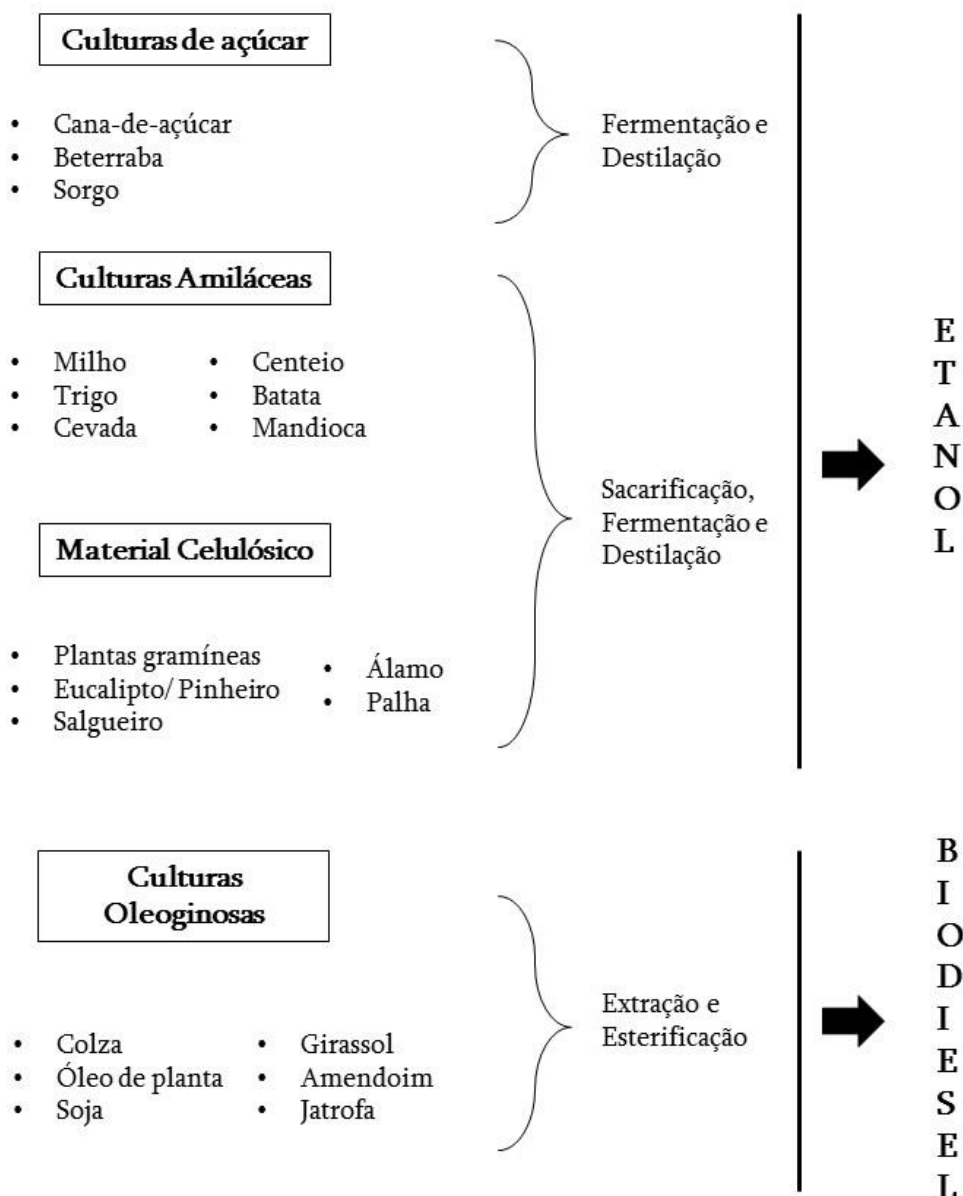 Culturas de açúcar
• Cana-de-açúcar
• Beterraba
• Sorgo
Fermentação e
Destilação
Culturas Amiláceas
• Milho
• Trigo
• Cevada
• Centeio
• Batata
• Mandioca
Material Celulósico
• Plantas gramíneas
• Eucalipto/ Pinheiro
• Salgueiro
• Álamo
• Palha
Sacarificação,
Fermentação e
Destilação
ETANOL
Culturas
Oleoginosas
• Colza
• Óleo de planta
• Soja
• Girassol
• Amendoim
• Jatrofa
Extração e
Esterificação
BIODIESEL